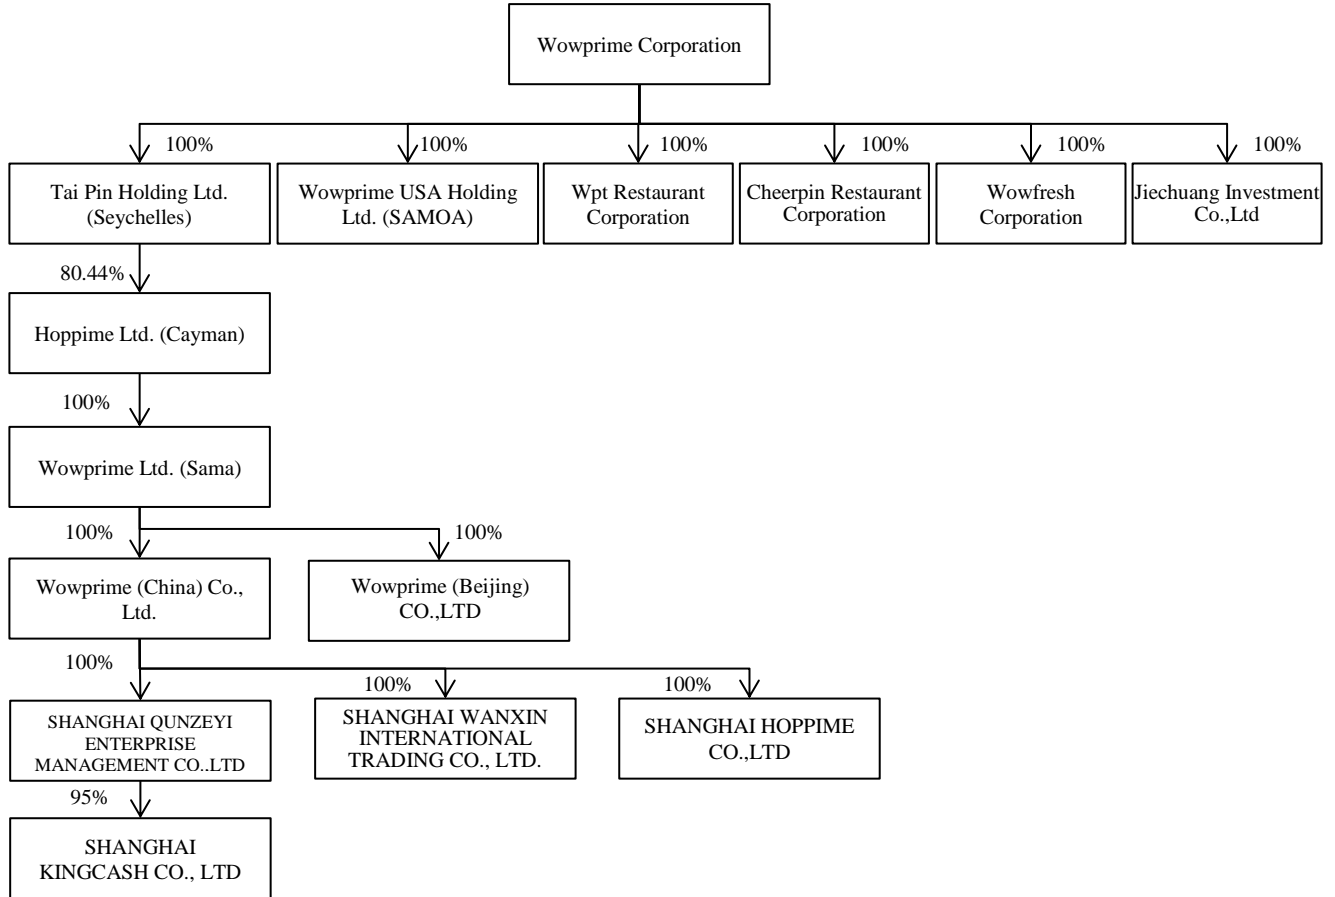 Wowprime Corporation
100%
100%
100%
100%
100%
100%
Tai Pin Holding Ltd.
(Seychelles)
Wowprime USA Holding
Ltd. (SAMOA)
Wpt Restaurant
Corporation
Cheerpin Restaurant
Corporation
Wowfresh
Corporation
Jiechuang Investment
Co.,Ltd
80.44%
Hoppime Ltd. (Cayman)
100%
Wowprime Ltd. (Sama)
100%
100%
Wowprime (China) Co.,
Ltd.
Wowprime (Beijing)
CO.,LTD
100%
100%
100%
SHANGHAI QUNZEYI
ENTERPRISE
MANAGEMENT CO.,LTD
SHANGHAI WANXIN
INTERNATIONAL
TRADING CO., LTD.
SHANGHAI HOPPIME
CO.,LTD
95%
SHANGHAI
KINGCASH CO., LTD